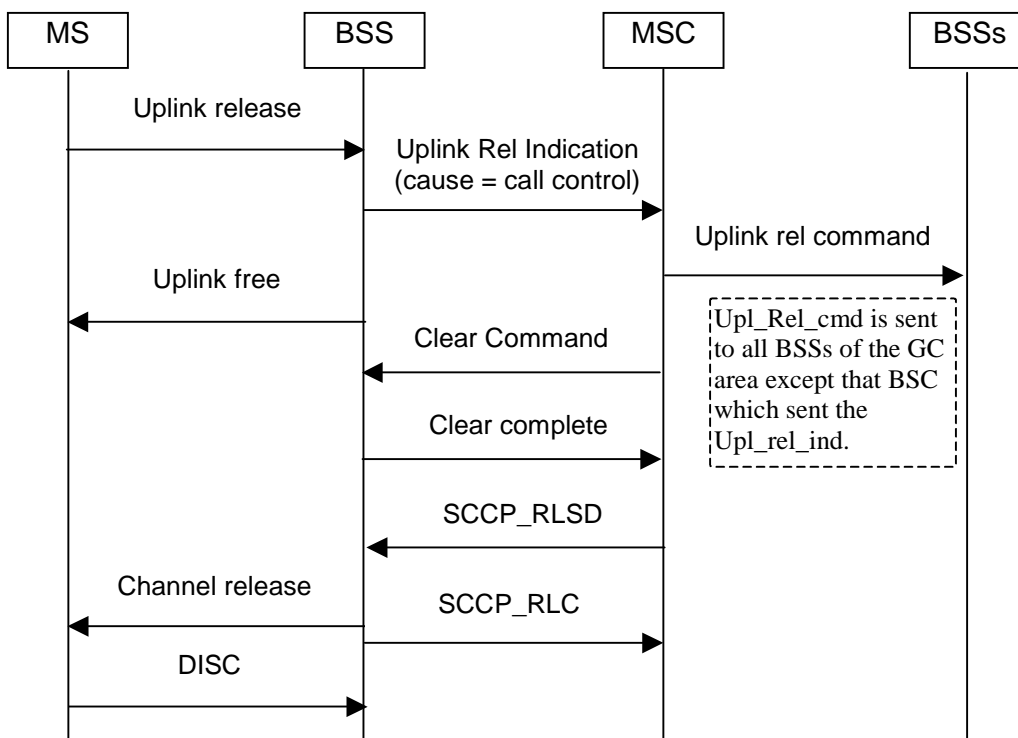 MS
BSS
MSC
BSSs
Uplink release
Uplink Rel Indication
(cause = call control)
Uplink rel command
Uplink free
Upl_Rel_cmd is sent
to all BSSs of the GC
area except that BSC
which sent the
Upl_rel_ind.
Clear Command
Clear complete
SCCP_RLSD
Channel release
SCCP_RLC
DISC